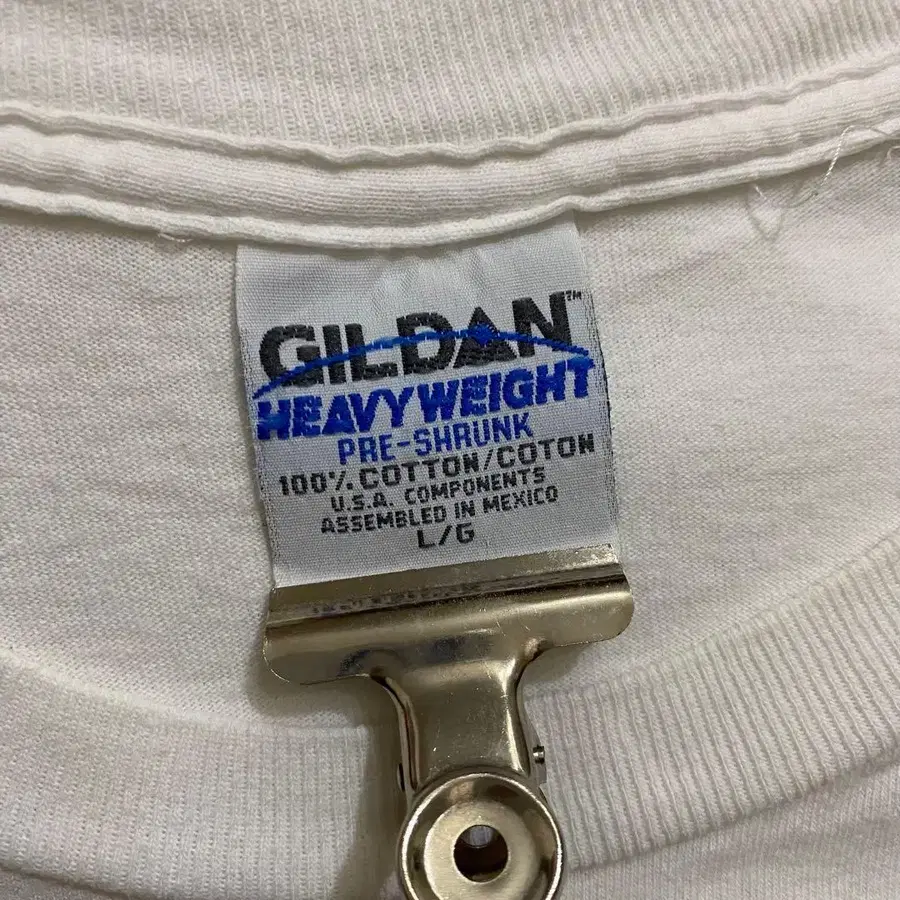 GILDAN™
HEAVYWEIGHT
PRE-SHRUNK
100% COTTON/COTON
U.S.A. COMPONENTS
ASSEMBLED IN MEXICO
L/G